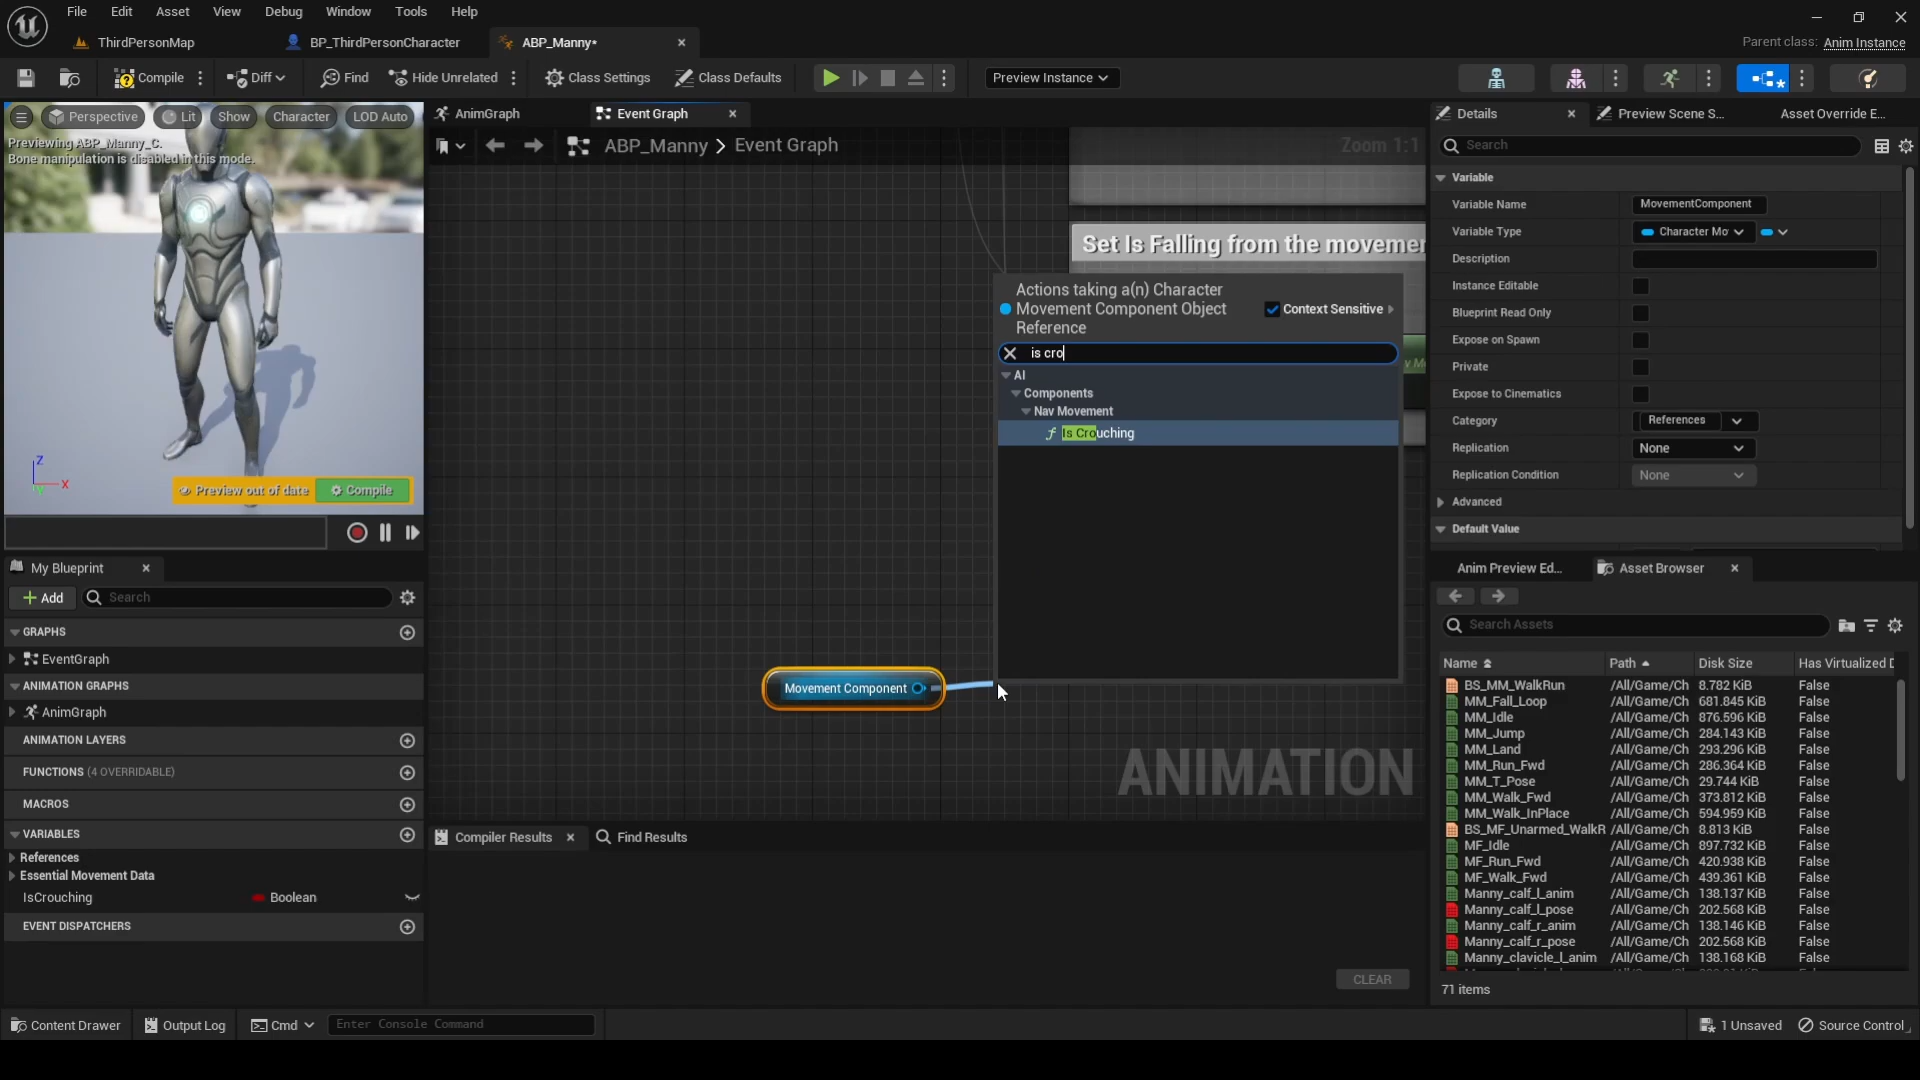 File Edit Asset View Debug Window Tools Help
ThirdPersonMap BP_ThirdPersonCharacter ABP_Manny*
Parent class: Anim Instance
Compile Diff Find Hide Unrelated Class Settings Class Defaults Preview Instance
Perspective Lit Show Character LOD Auto
Previewing ABP_Manny_C.
Bone manipulation is disabled in this mode.
Z
X
Preview out of date Compile
AnimGraph Event Graph
ABP_Manny > Event Graph
Zoom 1:1
Set Is Falling from the movemen
Actions taking a(n) Character
Movement Component Object
Reference
Context Sensitive
is cro
AI
Components
Nav Movement
Is Crouching
Movement Component
ANIMATION
My Blueprint
Add Search
GRAPHS
EventGraph
ANIMATION GRAPHS
AnimGraph
ANIMATION LAYERS
FUNCTIONS (4 OVERRIDABLE)
MACROS
VARIABLES
References
Essential Movement Data
IsCrouching Boolean
EVENT DISPATCHERS
Compiler Results Find Results
CLEAR
Details Preview Scene S... Asset Override E...
Search
Variable
Variable Name MovementComponent
Variable Type Character Mo
Description
Instance Editable
Blueprint Read Only
Expose on Spawn
Private
Expose to Cinematics
Category References
Replication None
Replication Condition None
Advanced
Default Value
Anim Preview Ed... Asset Browser
Search Assets
Name Path Disk Size Has Virtualized D
BS_MM_WalkRun /All/Game/Ch 8.782 KiB False
MM_Fall_Loop /All/Game/Ch 681.845 KiB False
MM_Idle /All/Game/Ch 876.596 KiB False
MM_Jump /All/Game/Ch 284.143 KiB False
MM_Land /All/Game/Ch 293.296 KiB False
MM_Run_Fwd /All/Game/Ch 286.364 KiB False
MM_T_Pose /All/Game/Ch 29.744 KiB False
MM_Walk_Fwd /All/Game/Ch 373.812 KiB False
MM_Walk_InPlace /All/Game/Ch 594.959 KiB False
BS_MF_Unarmed_WalkR /All/Game/Ch 8.813 KiB False
MF_Idle /All/Game/Ch 897.732 KiB False
MF_Run_Fwd /All/Game/Ch 420.938 KiB False
MF_Walk_Fwd /All/Game/Ch 439.361 KiB False
Manny_calf_l_anim /All/Game/Ch 138.137 KiB False
Manny_calf_l_pose /All/Game/Ch 202.568 KiB False
Manny_calf_r_anim /All/Game/Ch 138.146 KiB False
Manny_calf_r_pose /All/Game/Ch 202.568 KiB False
Manny_clavicle_l_anim /All/Game/Ch 138.168 KiB False
71 items
Content Drawer Output Log Cmd Enter Console Command 1 Unsaved Source Control